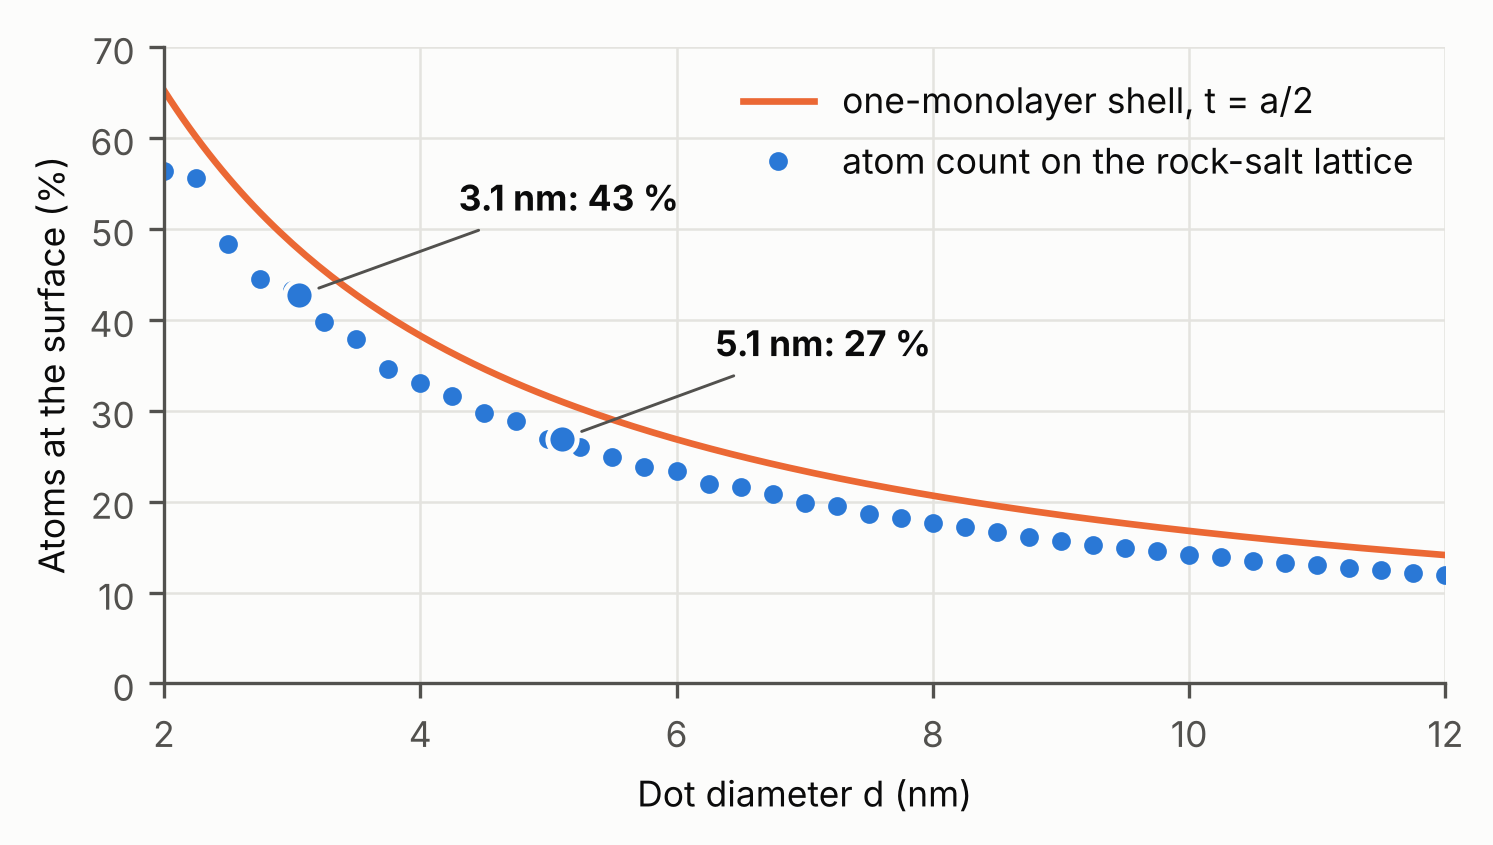 70
60
50
40
30
20
10
0
Atoms at the surface (%)
one-monolayer shell, t = a/2
atom count on the rock-salt lattice
3.1 nm: 43 %
5.1 nm: 27 %
2 4 6 8 10 12
Dot diameter d (nm)